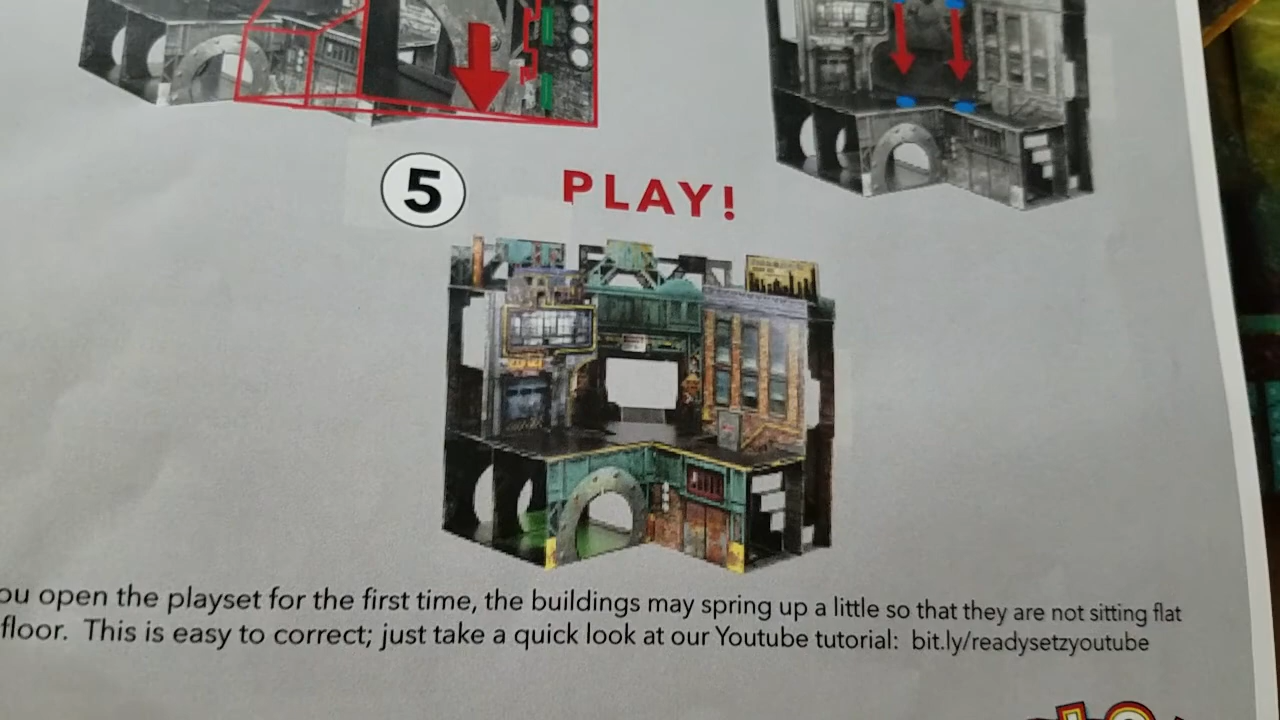 5
PLAY!
ou open the playset for the first time, the buildings may spring up a little so that they are not sitting flat
floor. This is easy to correct; just take a quick look at our Youtube tutorial: bit.ly/readysetzyoutube